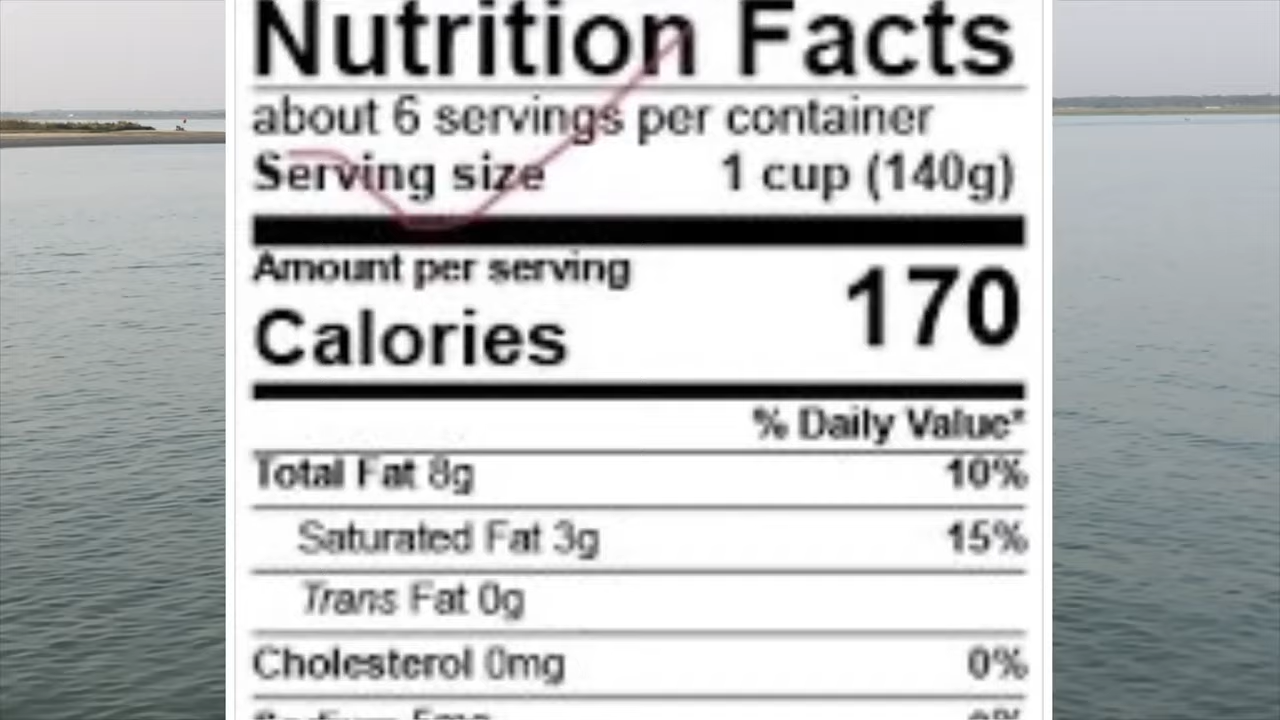 Nutrition Facts
about 6 servings per container
Serving size 1 cup (140g)
Amount per serving
Calories 170
% Daily Value*
Total Fat 8g 10%
Saturated Fat 3g 15%
Trans Fat 0g
Cholesterol 0mg 0%